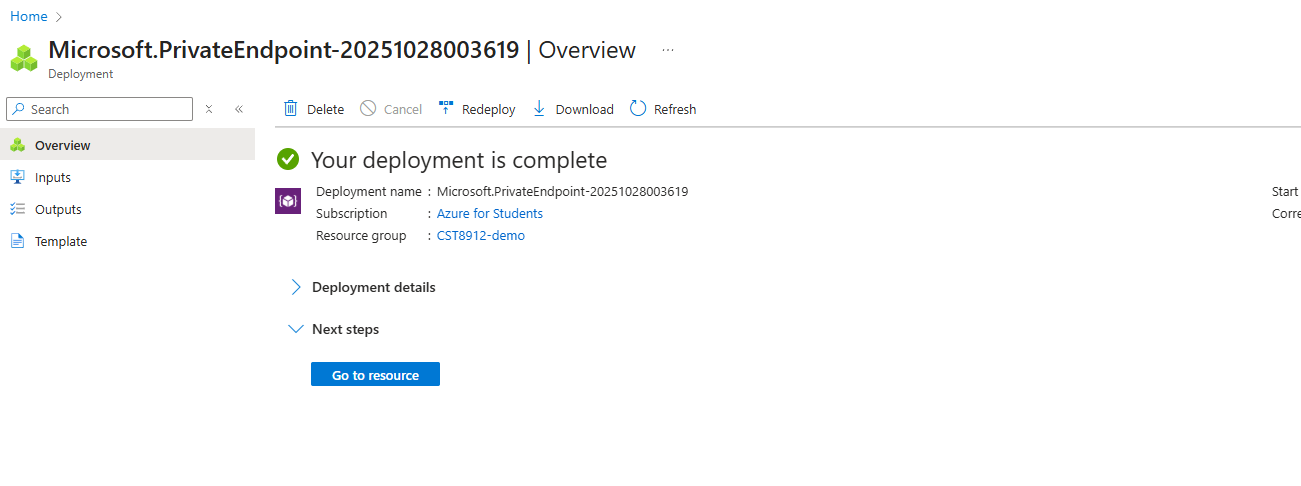 Home
Microsoft.PrivateEndpoint-20251028003619 | Overview ...
Deployment
Search
Delete Cancel Redeploy Download Refresh
Overview
Inputs
Outputs
Template
Your deployment is complete
Deployment name : Microsoft.PrivateEndpoint-20251028003619
Start
Subscription : Azure for Students
Corre
Resource group : CST8912-demo
Deployment details
Next steps
Go to resource